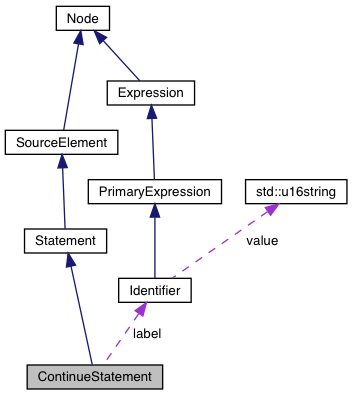 Node
Expression
SourceElement
PrimaryExpression
std::u16string
Statement
value
Identifier
label
ContinueStatement